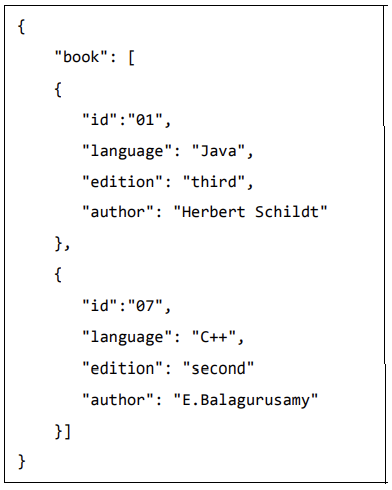 {
"book": [
{
"id":"01",
"language": "Java",
"edition": "third",
"author": "Herbert Schildt"
},
{
"id":"07",
"language": "C++",
"edition": "second"
"author": "E.Balagurusamy"
}]
}